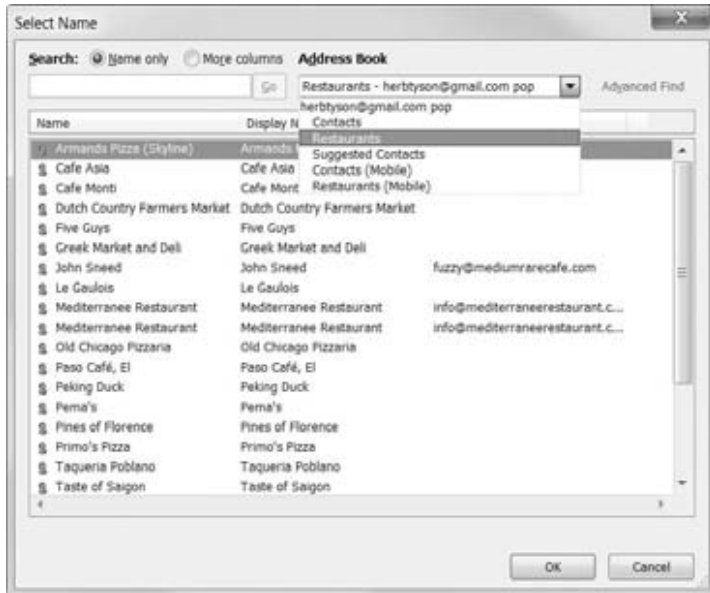 Select Name
Search: Name only More columns Address Book
Go Restaurants - herbtyson@gmail.com pop Advanced Find
herbtyson@gmail.com pop
Contacts
Restaurants
Suggested Contacts
Contacts (Mobile)
Restaurants (Mobile)
Name Display N
Armands Pizze (Skyline) Armands
Cafe Asia Cafe Asia
Cafe Monti Cafe Mont
Dutch Country Farmers Market Dutch Country Farmers Market
Five Guys Five Guys
Greek Market and Deli Greek Market and Deli
John Sneed John Sneed fuzzy@mediumrarecafe.com
Le Gaulois Le Gaulois
Mediterranee Restaurant Mediterranee Restaurant info@mediterraneerestaurant.c...
Mediterranee Restaurant Mediterranee Restaurant info@mediterraneerestaurant.c...
Old Chicago Pizzaria Old Chicago Pizzaria
Paso Café, El Paso Café, El
Peking Duck Peking Duck
Pema's Pema's
Pines of Florence Pines of Florence
Primo's Pizza Primo's Pizza
Taqueria Poblano Taqueria Poblano
Taste of Saigon Taste of Saigon
OK Cancel